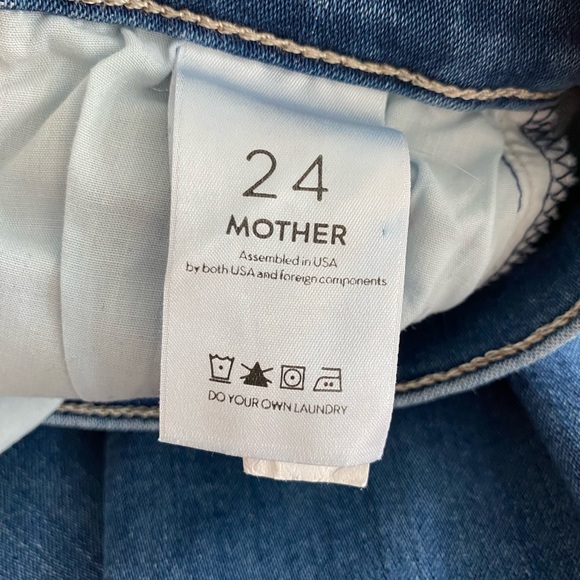 24
MOTHER
Assembled in USA
by both USA and foreign components
DO YOUR OWN LAUNDRY